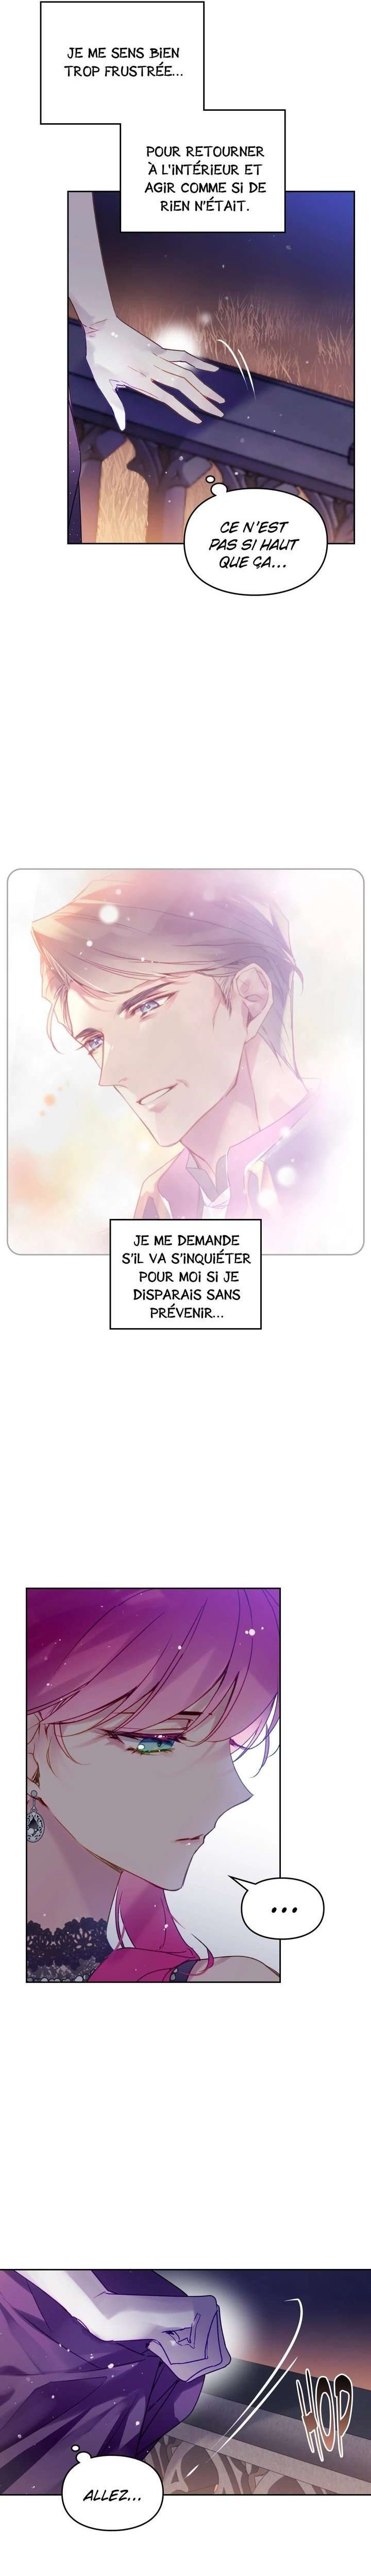 JE ME SENS BIEN
TROP FRUSTRÉE...
POUR RETOURNER
À L'INTÉRIEUR ET
AGIR COMME SI DE
RIEN N'ÉTAIT.
CE N'EST
PAS SI HAUT
QUE ÇA...
JE ME DEMANDE
S'IL VA S'INQUIÉTER
POUR MOI SI JE
DISPARAIS SANS
PRÉVENIR...
...
HOP
ALLEZ...